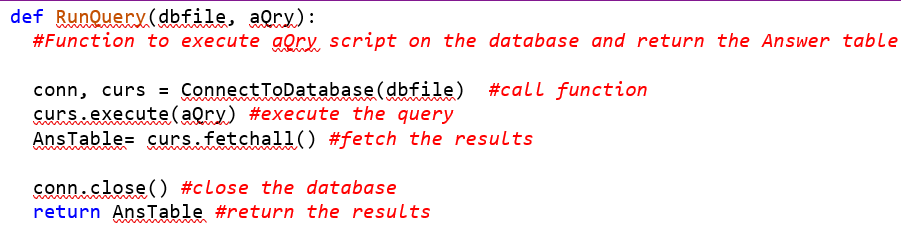 def RunQuery(dbfile, aQry):
#Function to execute aQry script on the database and return the Answer table
conn, curs = ConnectToDatabase(dbfile) #call function
curs.execute(aQry) #execute the query
AnsTable= curs.fetchall() #fetch the results
conn.close() #close the database
return AnsTable #return the results